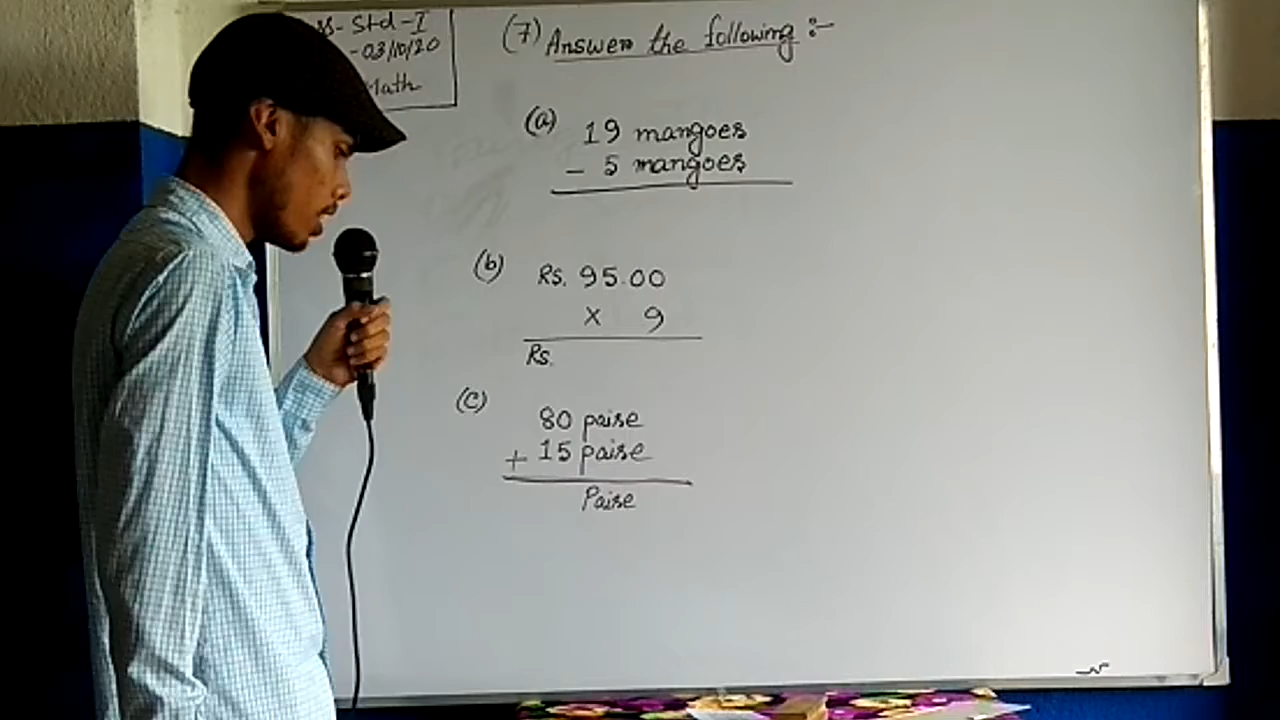 Std-I
-03/10/20
Math
(7) Answer the following :-
(a) 19 mangoes
- 5 mangoes
(b) Rs. 95.00
x 9
Rs.
(c) 80 paise
+ 15 paise
Paise